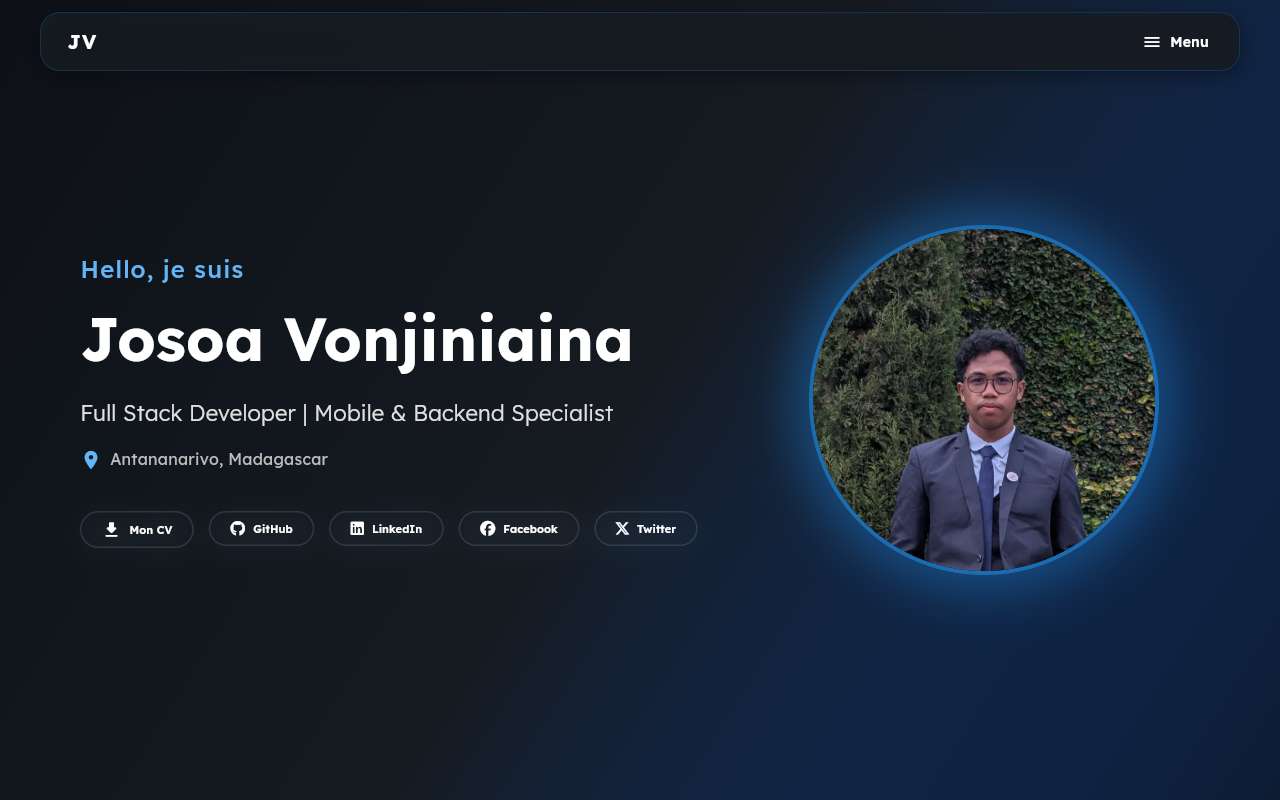 JV
Menu
Hello, je suis
Josoa Vonjiniaina
Full Stack Developer | Mobile & Backend Specialist
Antananarivo, Madagascar
Mon CV GitHub LinkedIn Facebook Twitter